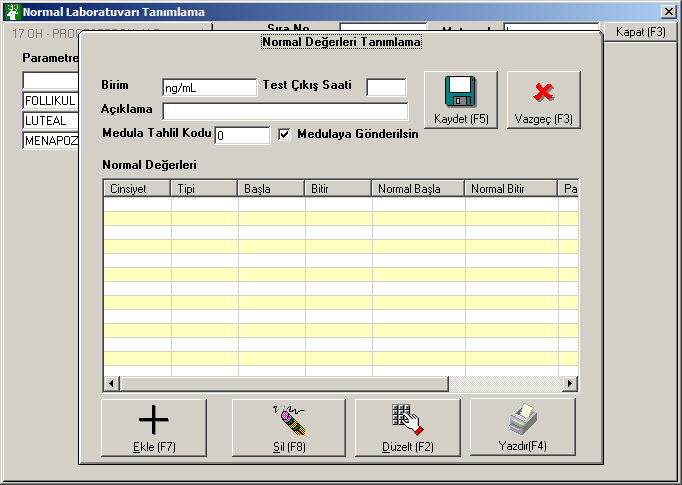 Normal Laboratuvarı Tanımlama
17 OH - PROGESTERON
Sıra No
Kapat (F3)
Parametre
FOLLIKUL
LUTEAL
MENAPOZ
Normal Değerleri Tanımlama
Birim
ng/mL
Test Çıkış Saati
Açıklama
Medula Tahlil Kodu
0
Medulaya Gönderilsin
Kaydet (F5)
Vazgeç (F3)
Normal Değerleri
Cinsiyet Tipi Başla Bitir Normal Başla Normal Bitir Pa
Ekle (F7)
Sil (F8)
Düzelt (F2)
Yazdır(F4)